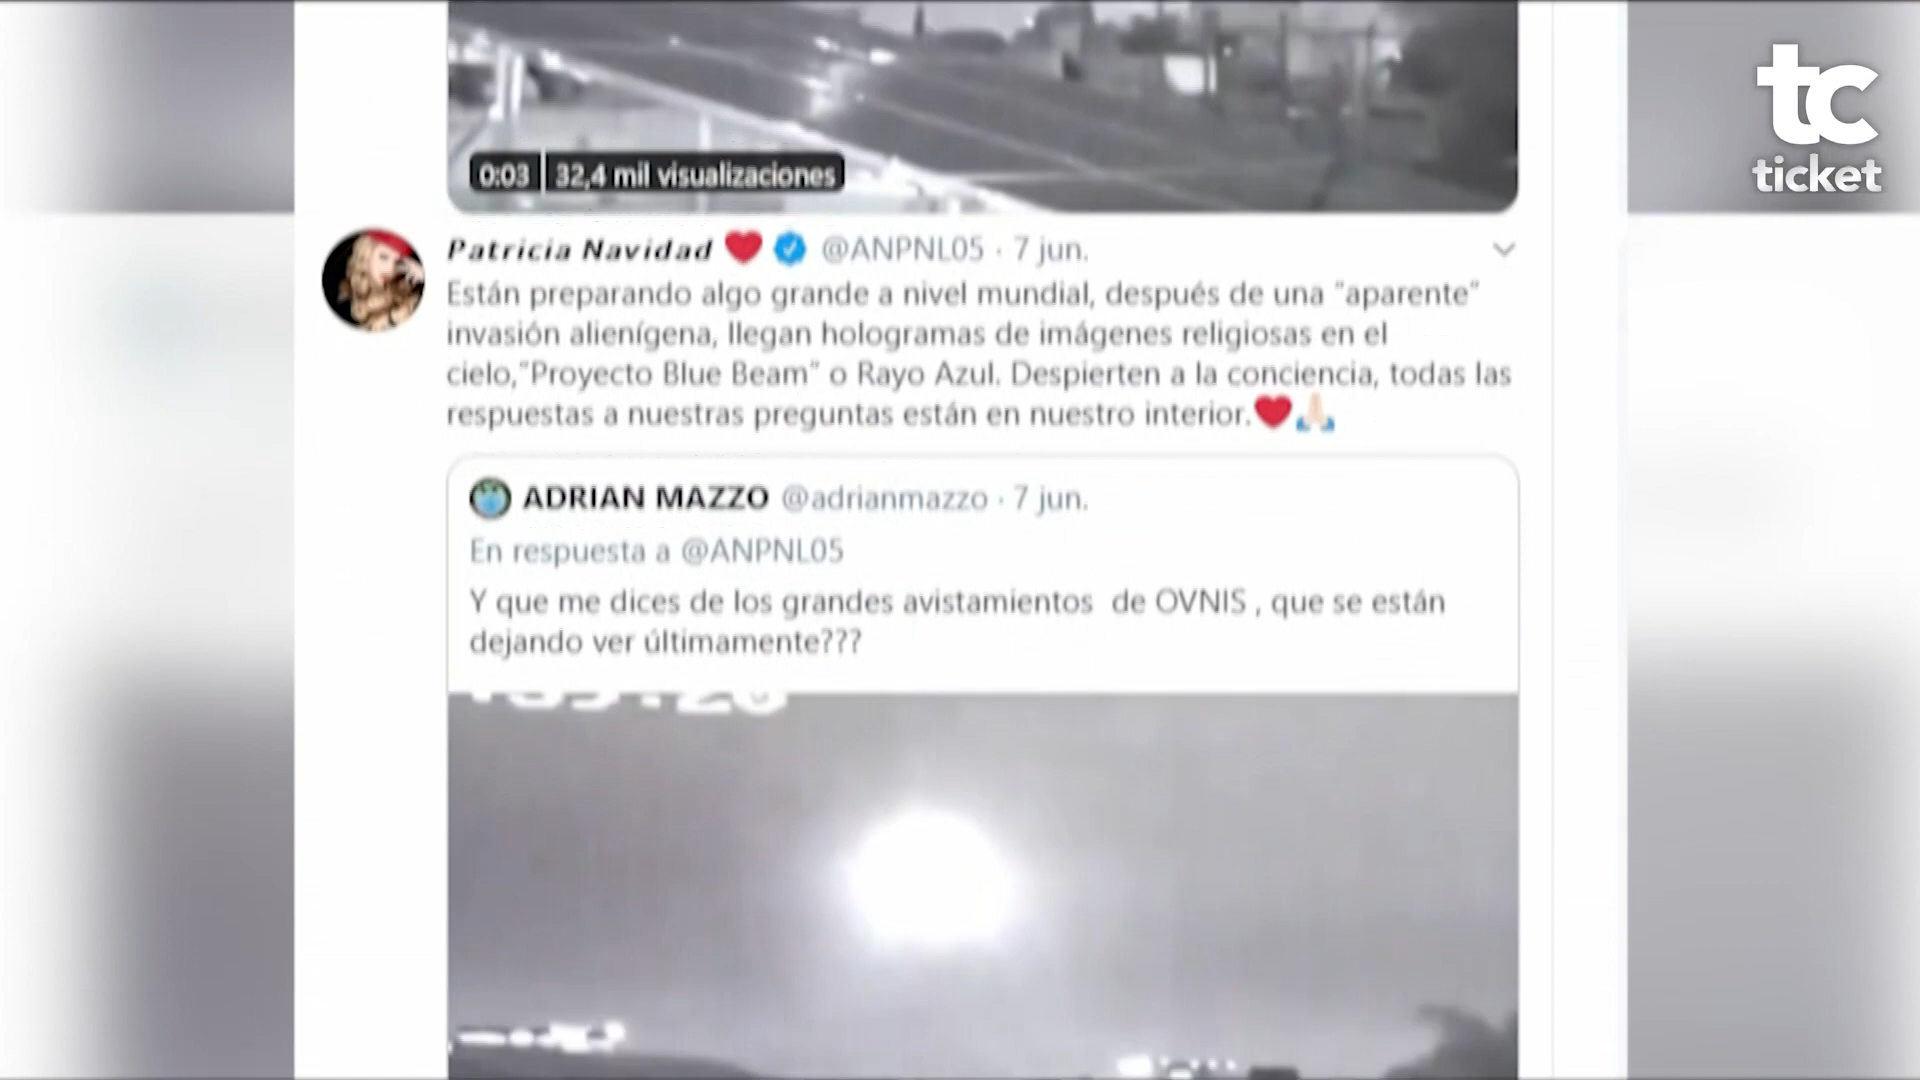 tc
ticket
0:03 32,4 mil visualizaciones
Patricia Navidad @ANPNL05 · 7 jun.
Están preparando algo grande a nivel mundial, después de una "aparente"
invasión alienígena, llegan hologramas de imágenes religiosas en el
cielo,"Proyecto Blue Beam" o Rayo Azul. Despierten a la conciencia, todas las
respuestas a nuestras preguntas están en nuestro interior.
ADRIAN MAZZO @adrianmazzo · 7 jun.
En respuesta a @ANPNL05
Y que me dices de los grandes avistamientos de OVNIS , que se están
dejando ver últimamente???